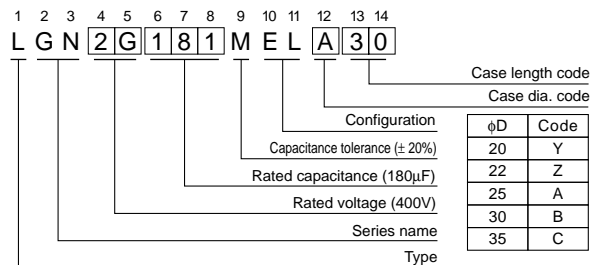 1 2 3 4 5 6 7 8 9 10 11 12 13 14
L G N 2 G 1 8 1 M E L A 3 0
Case length code
Case dia. code
Configuration
Capacitance tolerance (± 20%)
Rated capacitance (180μF)
Rated voltage (400V)
Series name
Type
φD Code
20 Y
22 Z
25 A
30 B
35 C